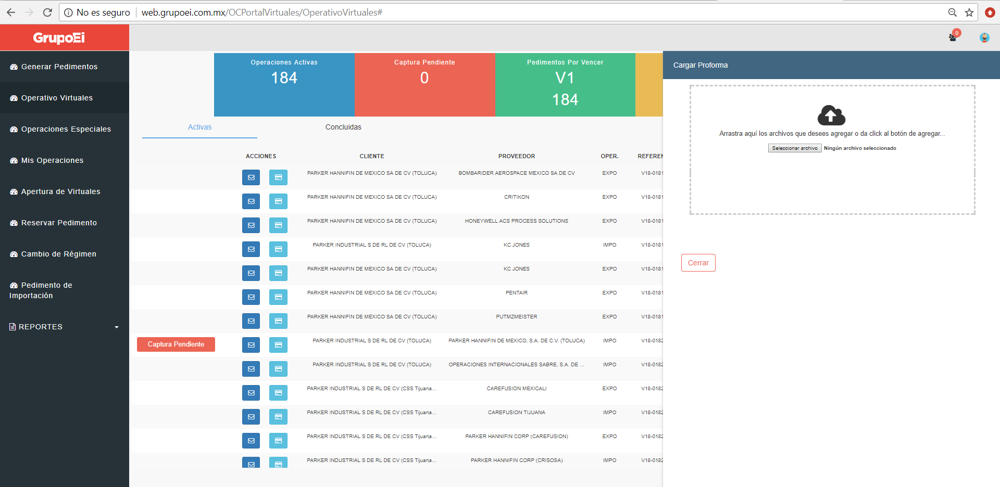 No es seguro
web.grupoei.com.mx/OCPortalVirtuales/OperativoVirtuales#
GrupoEi
0
Generar Pedimentos
Operativo Virtuales
Operaciones Especiales
Mis Operaciones
Apertura de Virtuales
Reservar Pedimento
Cambio de Régimen
Pedimento de
Importación
REPORTES
Operaciones Activas
184
Captura Pendiente
0
Pedimentos Por Vencer
V1
184
Activas
Concluidas
ACCIONES CLIENTE PROVEEDOR OPER. REFEREN
PARKER HANNIFIN DE MEXICO SA DE CV (TOLUCA) BOMBARIDER AEROSPACE MEXICO SA DE CV EXPO V18-0181
PARKER HANNIFIN DE MEXICO SA DE CV (TOLUCA) CRITIKON EXPO V18-0181
PARKER HANNIFIN DE MEXICO SA DE CV (TOLUCA) HONEYWELL ACS PROCESS SOLUTIONS EXPO V18-0181
PARKER INDUSTRIAL S DE RL DE CV (TOLUCA) KC JONES IMPO V18-0181
PARKER HANNIFIN DE MEXICO SA DE CV (TOLUCA) KC JONES EXPO V18-0181
PARKER HANNIFIN DE MEXICO SA DE CV (TOLUCA) PENTAIR EXPO V18-0181
PARKER HANNIFIN DE MEXICO SA DE CV (TOLUCA) PUTMZMEISTER EXPO V18-0181
Captura Pendiente PARKER INDUSTRIAL S DE RL DE CV (TOLUCA) PARKER HANNIFIN DE MEXICO, S.A. DE C.V. (TOLUCA) IMPO V18-0182
PARKER INDUSTRIAL S DE RL DE CV (TOLUCA) OPERACIONES INTERNACIONALES SABRE, S.A. DE ... IMPO V18-0182
PARKER INDUSTRIAL S DE RL DE CV (CSS Tijuana... CAREFUSION MEXICALI EXPO V18-0182
PARKER INDUSTRIAL S DE RL DE CV (CSS Tijuana... CAREFUSION TIJUANA IMPO V18-0182
PARKER INDUSTRIAL S DE RL DE CV (CSS Tijuana... PARKER HANNIFIN CORP (CAREFUSION) EXPO V18-0182
PARKER INDUSTRIAL S DE RL DE CV (CSS Tijuana... PARKER HANNIFIN CORP (CRISOSA) IMPO V18-0182
Cargar Proforma
Arrastra aquí los archivos que desees agregar o da click al botón de agregar...
Seleccionar archivo Ningún archivo seleccionado
Cerrar